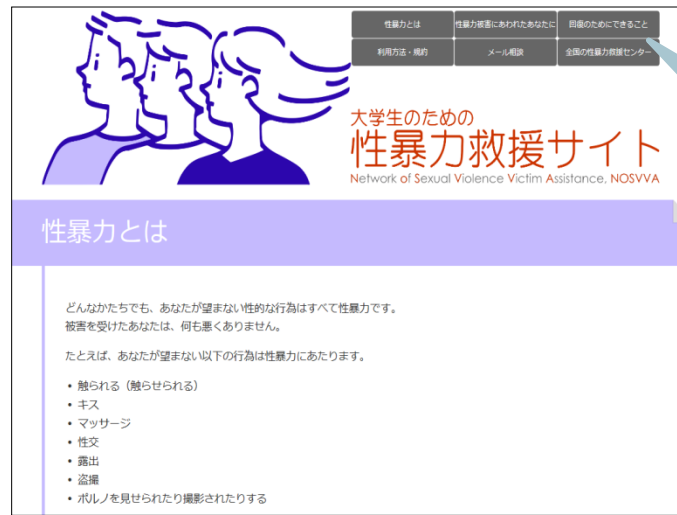 性暴力とは
性暴力被害にあわれたあなたに
回復のためにできること
利用方法・規約
メール相談
全国の性暴力救援センター
大学生のための
性暴力救援サイト
Network of Sexual Violence Victim Assistance, NOSVVA
性暴力とは
どんなかたちでも、あなたが望まない性的な行為はすべて性暴力です。
被害を受けたあなたは、何も悪くありません。
たとえば、あなたが望まない以下の行為は性暴力にあたります。
• 触られる（触らせられる）
• キス
• マッサージ
• 性交
• 露出
• 盗撮
• ポルノを見せられたり撮影されたりする